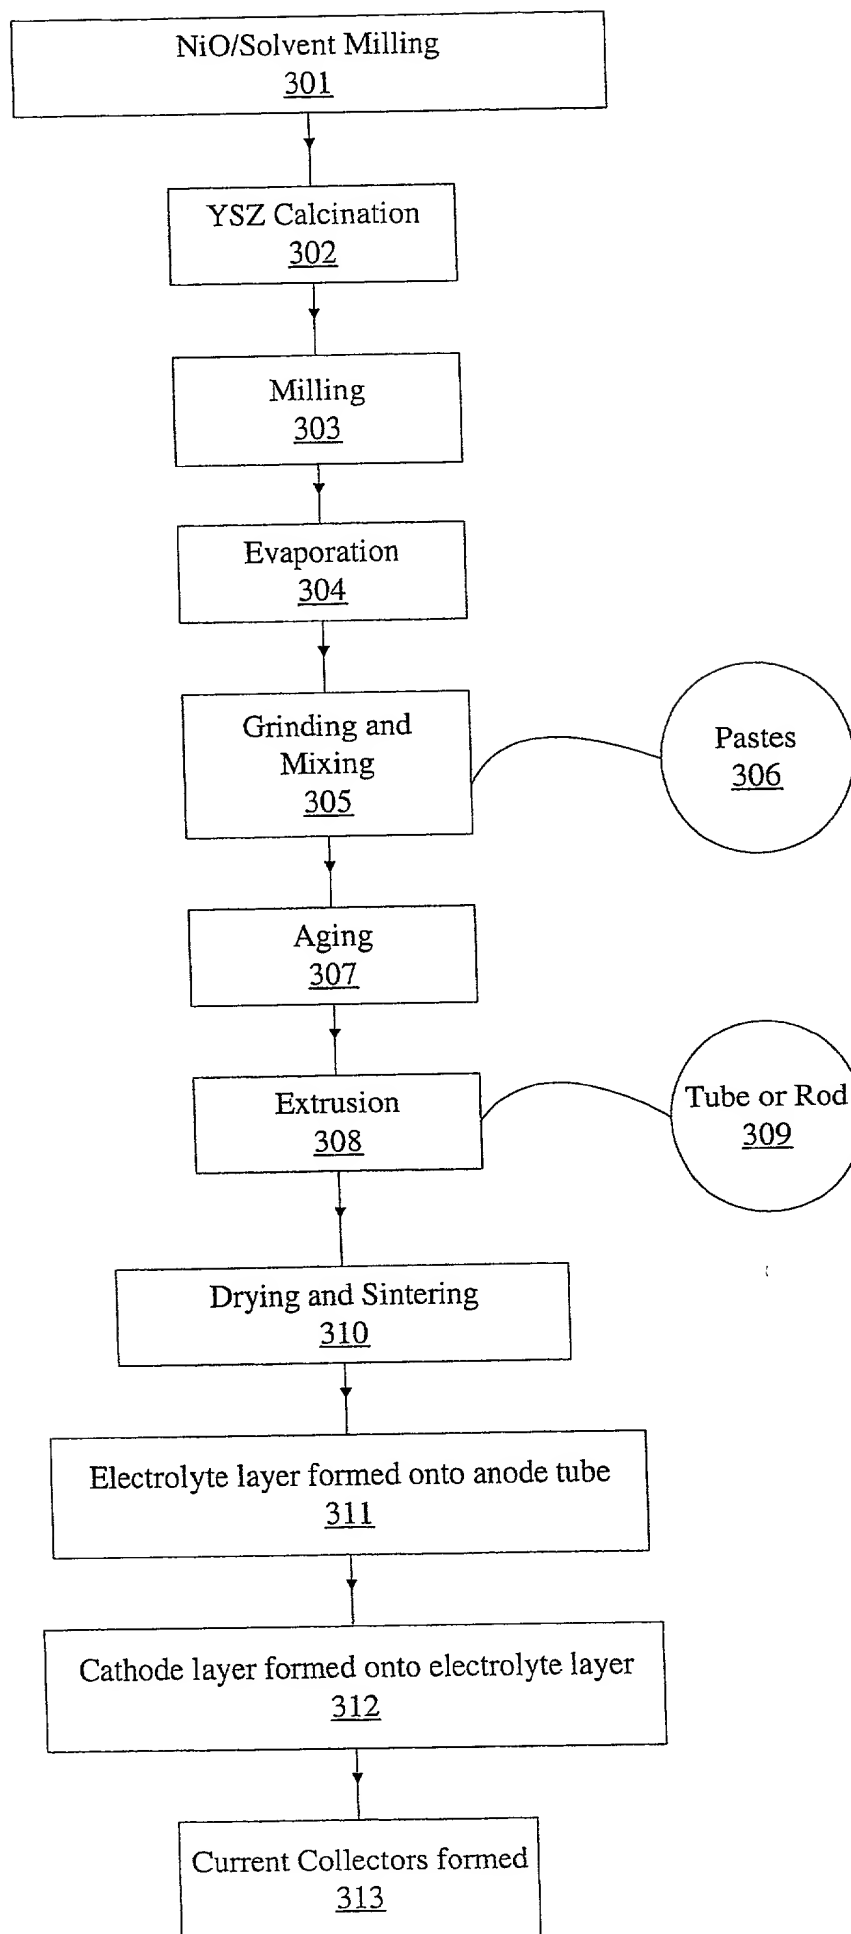 NiO/Solvent Milling
301
YSZ Calcination
302
Milling
303
Evaporation
304
Grinding and
Mixing
305
Pastes
306
Aging
307
Extrusion
308
Tube or Rod
309
Drying and Sintering
310
Electrolyte layer formed onto anode tube
311
Cathode layer formed onto electrolyte layer
312
Current Collectors formed
313